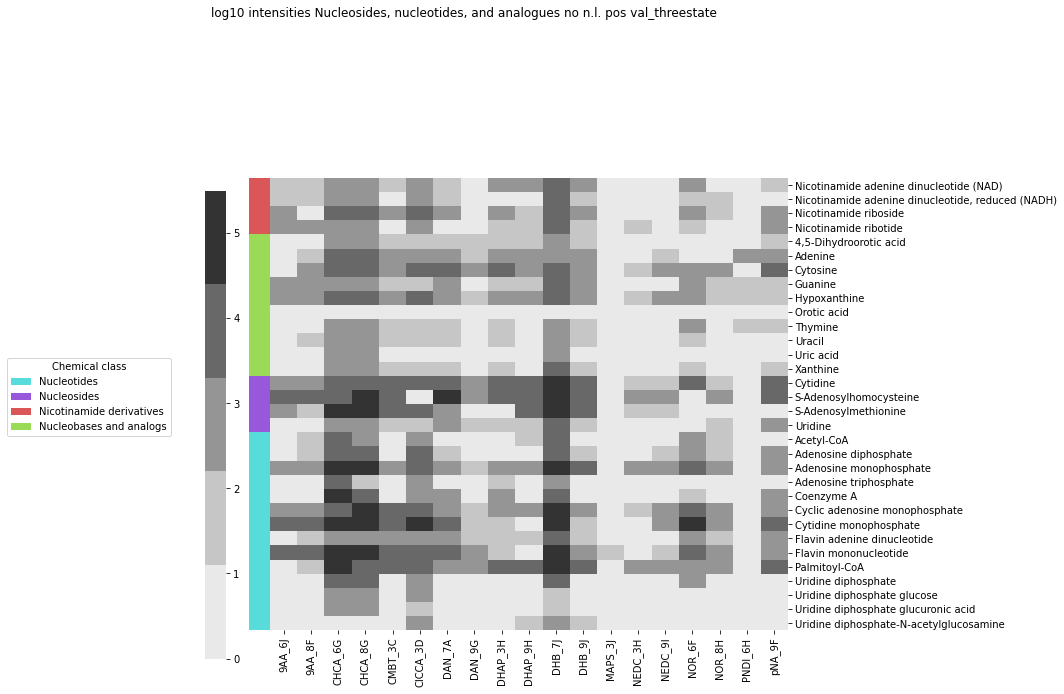 log10 intensities Nucleosides, nucleotides, and analogues no n.l. pos val_threestate
5
4
3
2
1
0
Chemical class
Nucleotides
Nucleosides
Nicotinamide derivatives
Nucleobases and analogs
Nicotinamide adenine dinucleotide (NAD)
Nicotinamide adenine dinucleotide, reduced (NADH)
Nicotinamide riboside
Nicotinamide ribotide
4,5-Dihydroorotic acid
Adenine
Cytosine
Guanine
Hypoxanthine
Orotic acid
Thymine
Uracil
Uric acid
Xanthine
Cytidine
S-Adenosylhomocysteine
S-Adenosylmethionine
Uridine
Acetyl-CoA
Adenosine diphosphate
Adenosine monophosphate
Adenosine triphosphate
Coenzyme A
Cyclic adenosine monophosphate
Cytidine monophosphate
Flavin adenine dinucleotide
Flavin mononucleotide
Palmitoyl-CoA
Uridine diphosphate
Uridine diphosphate glucose
Uridine diphosphate glucuronic acid
Uridine diphosphate-N-acetylglucosamine
9AA_6J
9AA_8F
CHCA_6G
CHCA_8G
CMBT_3C
ClCCA_3D
DAN_7A
DAN_9G
DHAP_3H
DHAP_9H
DHB_7J
DHB_9J
MAPS_3J
NEDC_3H
NEDC_9I
NOR_6F
NOR_8H
PNDI_6H
pNA_9F